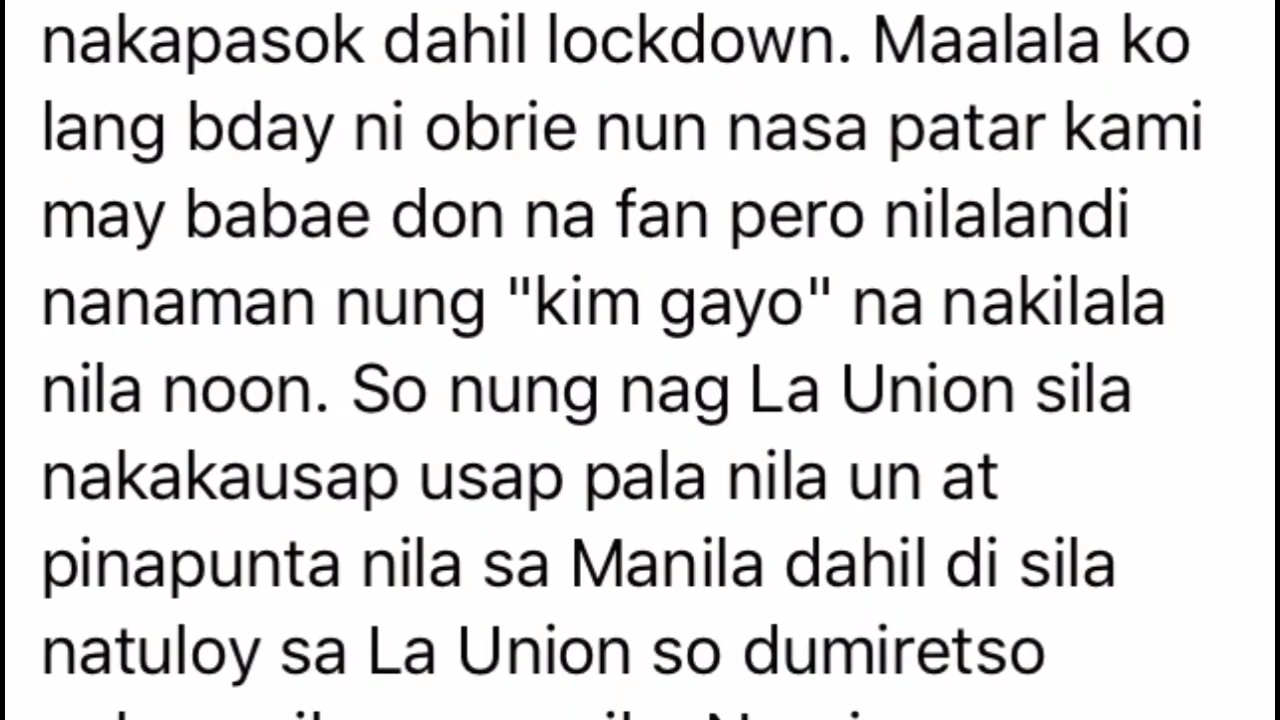 nakapasok dahil lockdown. Maalala ko
lang bday ni obrie nun nasa patar kami
may babae don na fan pero nilalandi
nanaman nung "kim gayo" na nakilala
nila noon. So nung nag La Union sila
nakakausap usap pala nila un at
pinapunta nila sa Manila dahil di sila
natuloy sa La Union so dumiretso